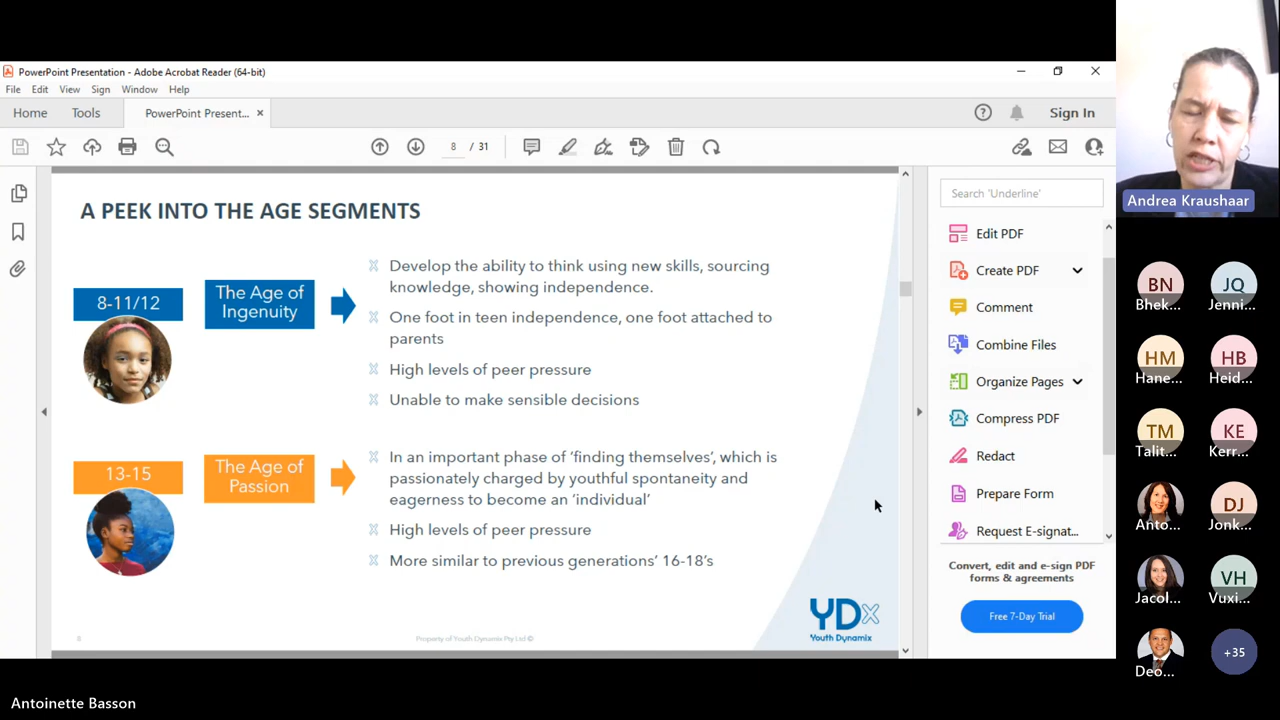 PowerPoint Presentation - Adobe Acrobat Reader (64-bit)
File Edit View Sign Window Help
Home Tools PowerPoint Present... × Sign In
8 / 31
A PEEK INTO THE AGE SEGMENTS
8-11/12
The Age of
Ingenuity
Develop the ability to think using new skills, sourcing
knowledge, showing independence.
One foot in teen independence, one foot attached to
parents
High levels of peer pressure
Unable to make sensible decisions
13-15
The Age of
Passion
In an important phase of ‘finding themselves’, which is
passionately charged by youthful spontaneity and
eagerness to become an ‘individual’
High levels of peer pressure
More similar to previous generations’ 16-18’s
8
Property of Youth Dynamix Pty Ltd ©
YDx
Youth Dynamix
Search 'Underline'
Edit PDF
Create PDF
Comment
Combine Files
Organize Pages
Compress PDF
Redact
Prepare Form
Request E-signat...
Convert, edit and e-sign PDF
forms & agreements
Free 7-Day Trial
Andrea Kraushaar
BN JQ
Bhek... Jenni...
HM HB
Hane... Heid...
TM KE
Talit... Kerr...
DJ
Anto... Jonk...
VH
Jacol... Vuxi...
+35
Deo...
Antoinette Basson